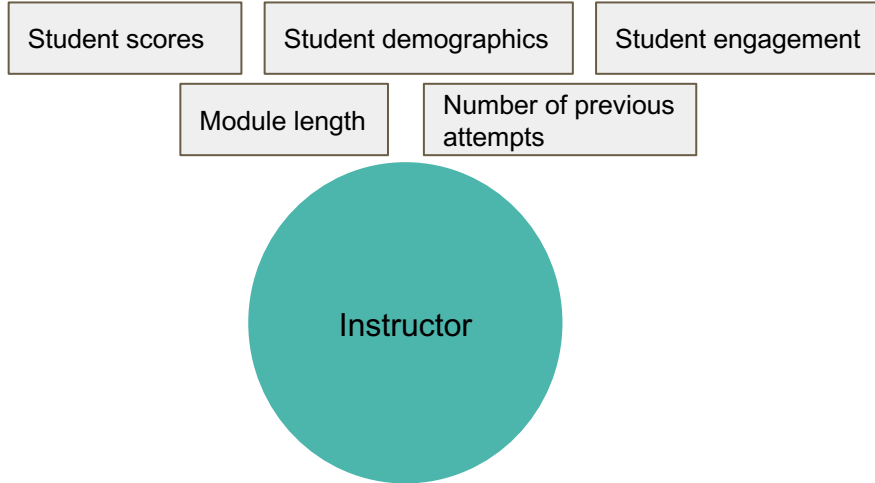 Student scores
Student demographics
Student engagement
Module length
Number of previous
attempts
Instructor